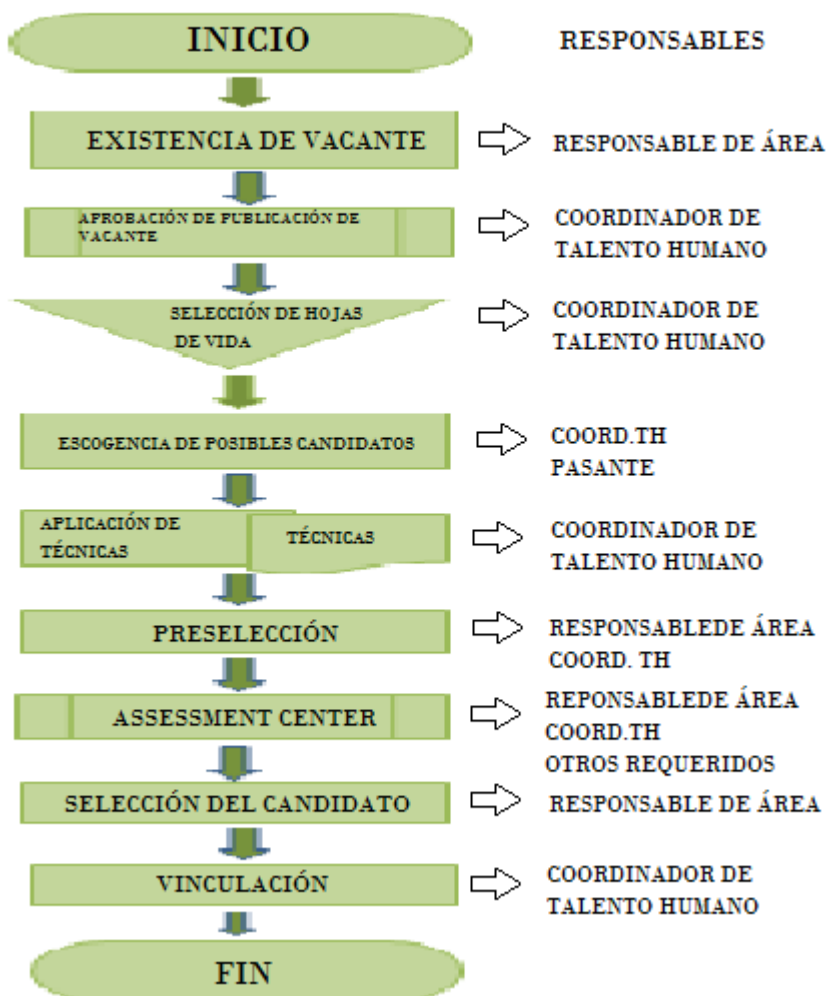 INICIO
RESPONSABLES
EXISTENCIA DE VACANTE
RESPONSABLE DE ÁREA
APROBACIÓN DE PUBLICACIÓN DE
VACANTE
COORDINADOR DE
TALENTO HUMANO
SELECCIÓN DE HOJAS
DE VIDA
COORDINADOR DE
TALENTO HUMANO
ESCOGENCIA DE POSIBLES CANDIDATOS
COORD.TH
PASANTE
APLICACIÓN DE
TÉCNICAS
TÉCNICAS
COORDINADOR DE
TALENTO HUMANO
PRESELECCIÓN
RESPONSABLEDE ÁREA
COORD. TH
ASSESSMENT CENTER
REPONSABLEDE ÁREA
COORD.TH
OTROS REQUERIDOS
SELECCIÓN DEL CANDIDATO
RESPONSABLE DE ÁREA
VINCULACIÓN
COORDINADOR DE
TALENTO HUMANO
FIN